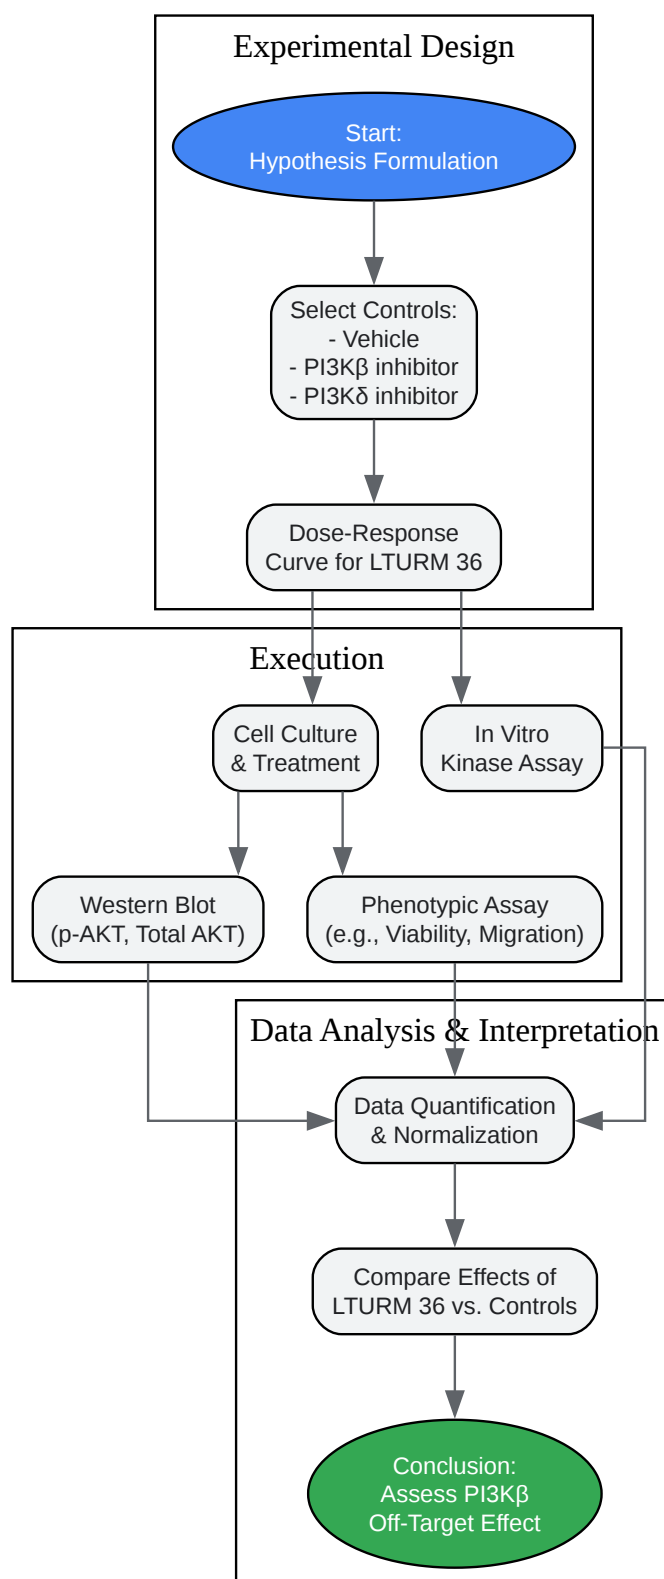 Experimental Design
Start:
Hypothesis Formulation
Select Controls:
- Vehicle
- PI3Kβ inhibitor
- PI3Kδ inhibitor
Dose-Response
Curve for LTURM 36
Execution
Cell Culture
& Treatment
In Vitro
Kinase Assay
Western Blot
(p-AKT, Total AKT)
Phenotypic Assay
(e.g., Viability, Migration)
Data Analysis & Interpretation
Data Quantification
& Normalization
Compare Effects of
LTURM 36 vs. Controls
Conclusion:
Assess PI3Kβ
Off-Target Effect